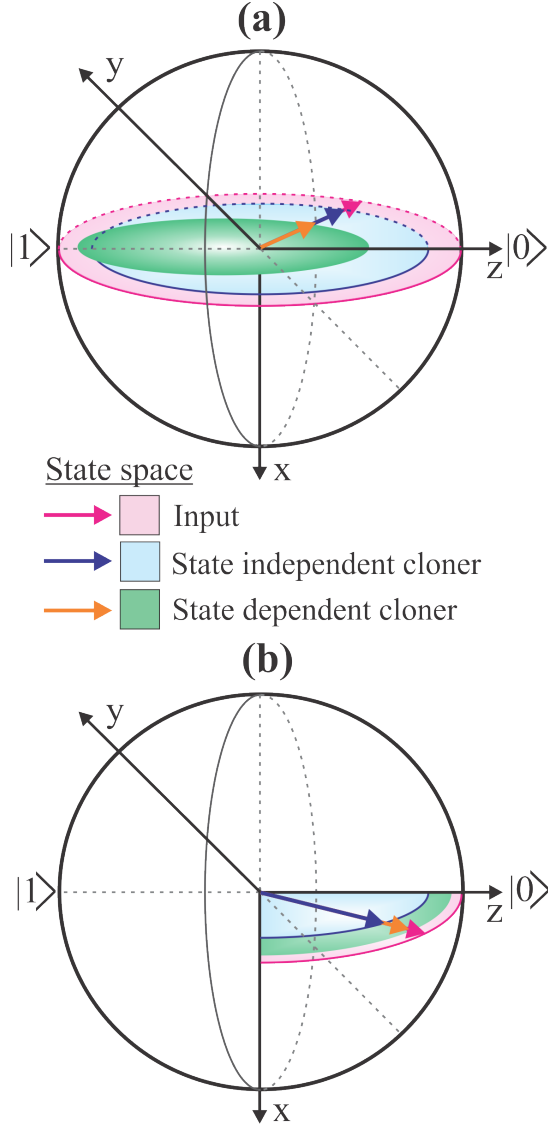 (a)
y
|1⟩
z
|0⟩
x
State space
Input
State independent cloner
State dependent cloner
(b)
y
|1⟩
z
|0⟩
x